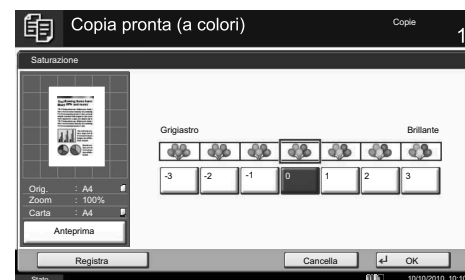 Copia pronta (a colori)
Copie
1
Saturazione
Grigiastro
Brillante
-3 -2 -1 0 1 2 3
Orig. : A4
Zoom : 100%
Carta : A4
Anteprima
Registra
Cancella
OK
Stato
10/10/2010